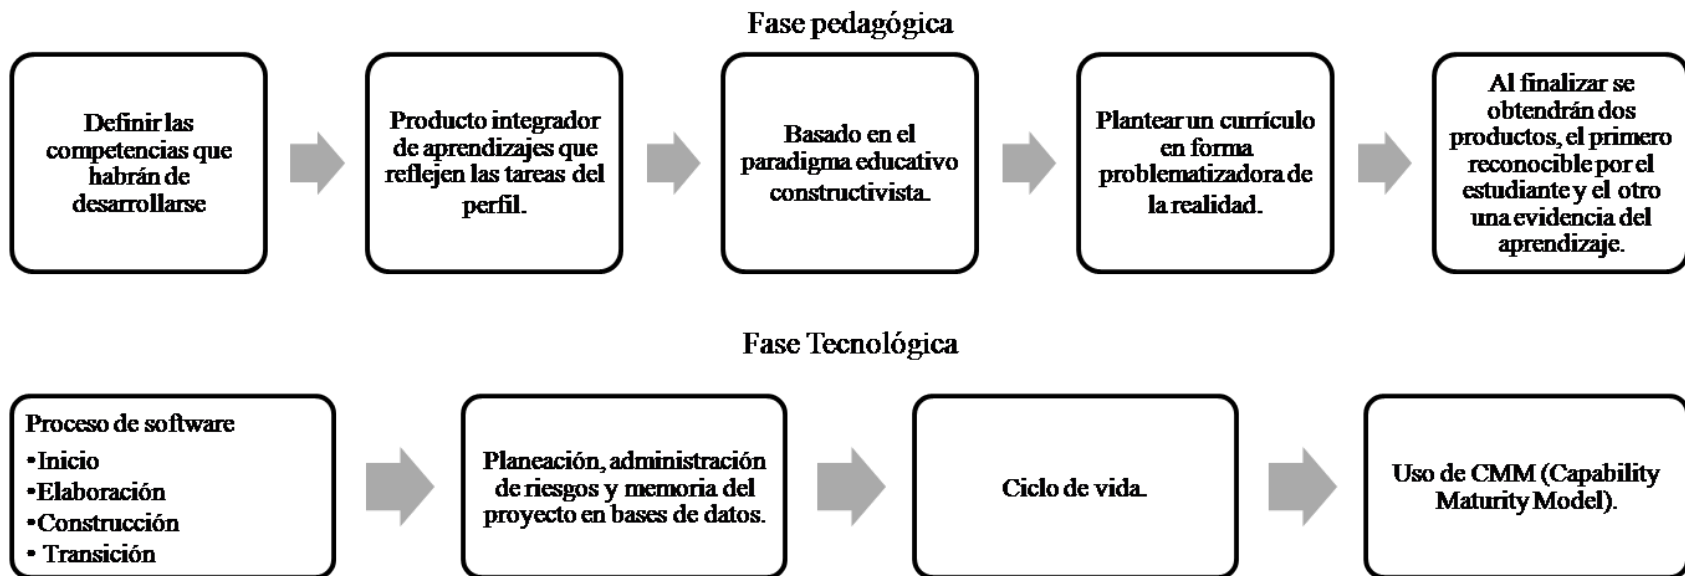 Fase pedagógica
Definir las
competencias que
habrán de
desarrollarse
Producto integrador
de aprendizajes que
reflejen las tareas del
perfil.
Basado en el
paradigma educativo
constructivista.
Plantear un currículo
en forma
problematizadora de
la realidad.
Al finalizar se
obtendrán dos
productos, el primero
reconocible por el
estudiante y el otro
una evidencia del
aprendizaje.
Fase Tecnológica
Proceso de software
•Inicio
•Elaboración
•Construcción
• Transición
Planeación, administración
de riesgos y memoria del
proyecto en bases de datos.
Ciclo de vida.
Uso de CMM (Capability
Maturity Model).